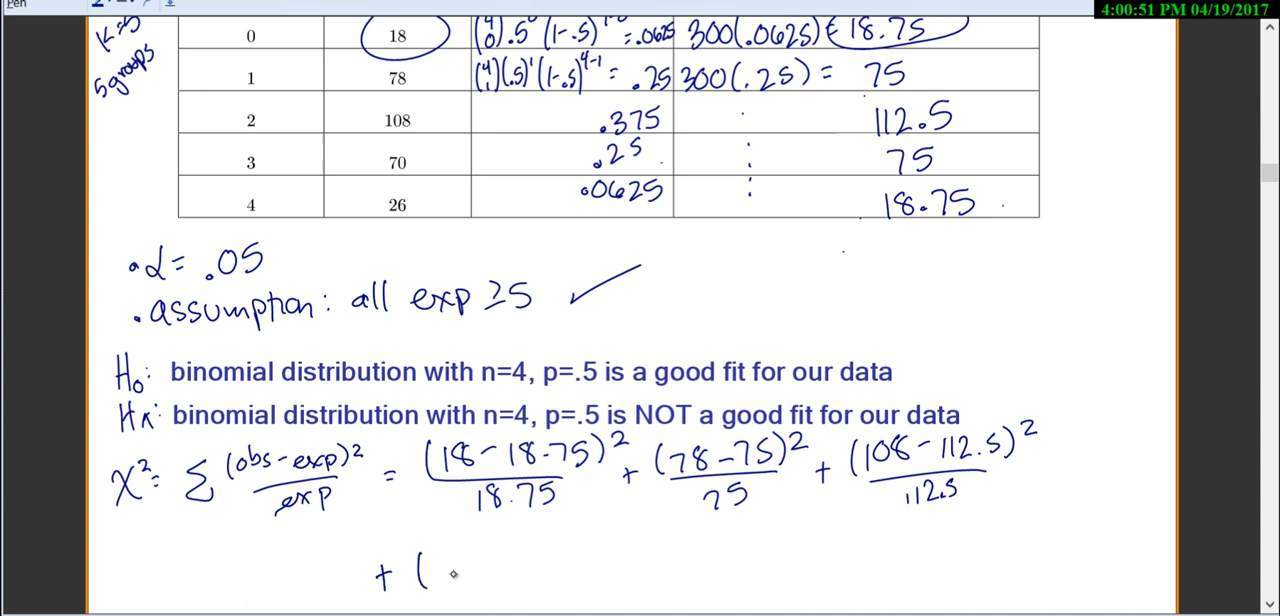 Pen
4:00:51 PM 04/19/2017
K=5
5 groups
0 18 (4 0) .5⁰ (1-.5) = .0625 300(.0625) = 18.75
1 78 (4 1)(.5)¹(1-.5)⁴⁻¹ = .25 300(.25) = 75
2 108 .375 112.5
3 70 .25 75
4 26 .0625 18.75
• α = .05
• assumption: all exp ≥5 ✓
H₀: binomial distribution with n=4, p=.5 is a good fit for our data
Hₐ: binomial distribution with n=4, p=.5 is NOT a good fit for our data
χ² = Σ (obs-exp)²/exp = (18-18.75)²/18.75 + (78-75)²/75 + (108-112.5)²/112.5
+ (